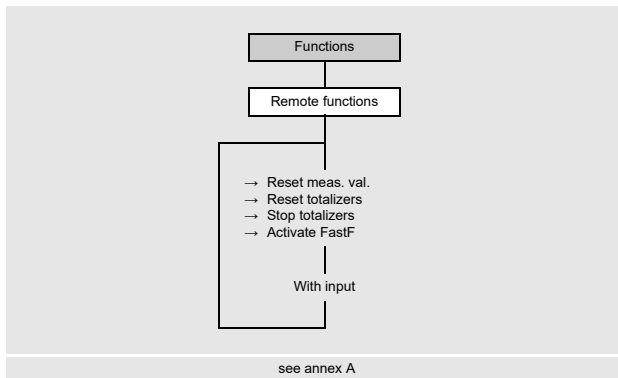 Functions
Remote functions
→ Reset meas. val.
→ Reset totalizers
→ Stop totalizers
→ Activate FastF
With input
see annex A